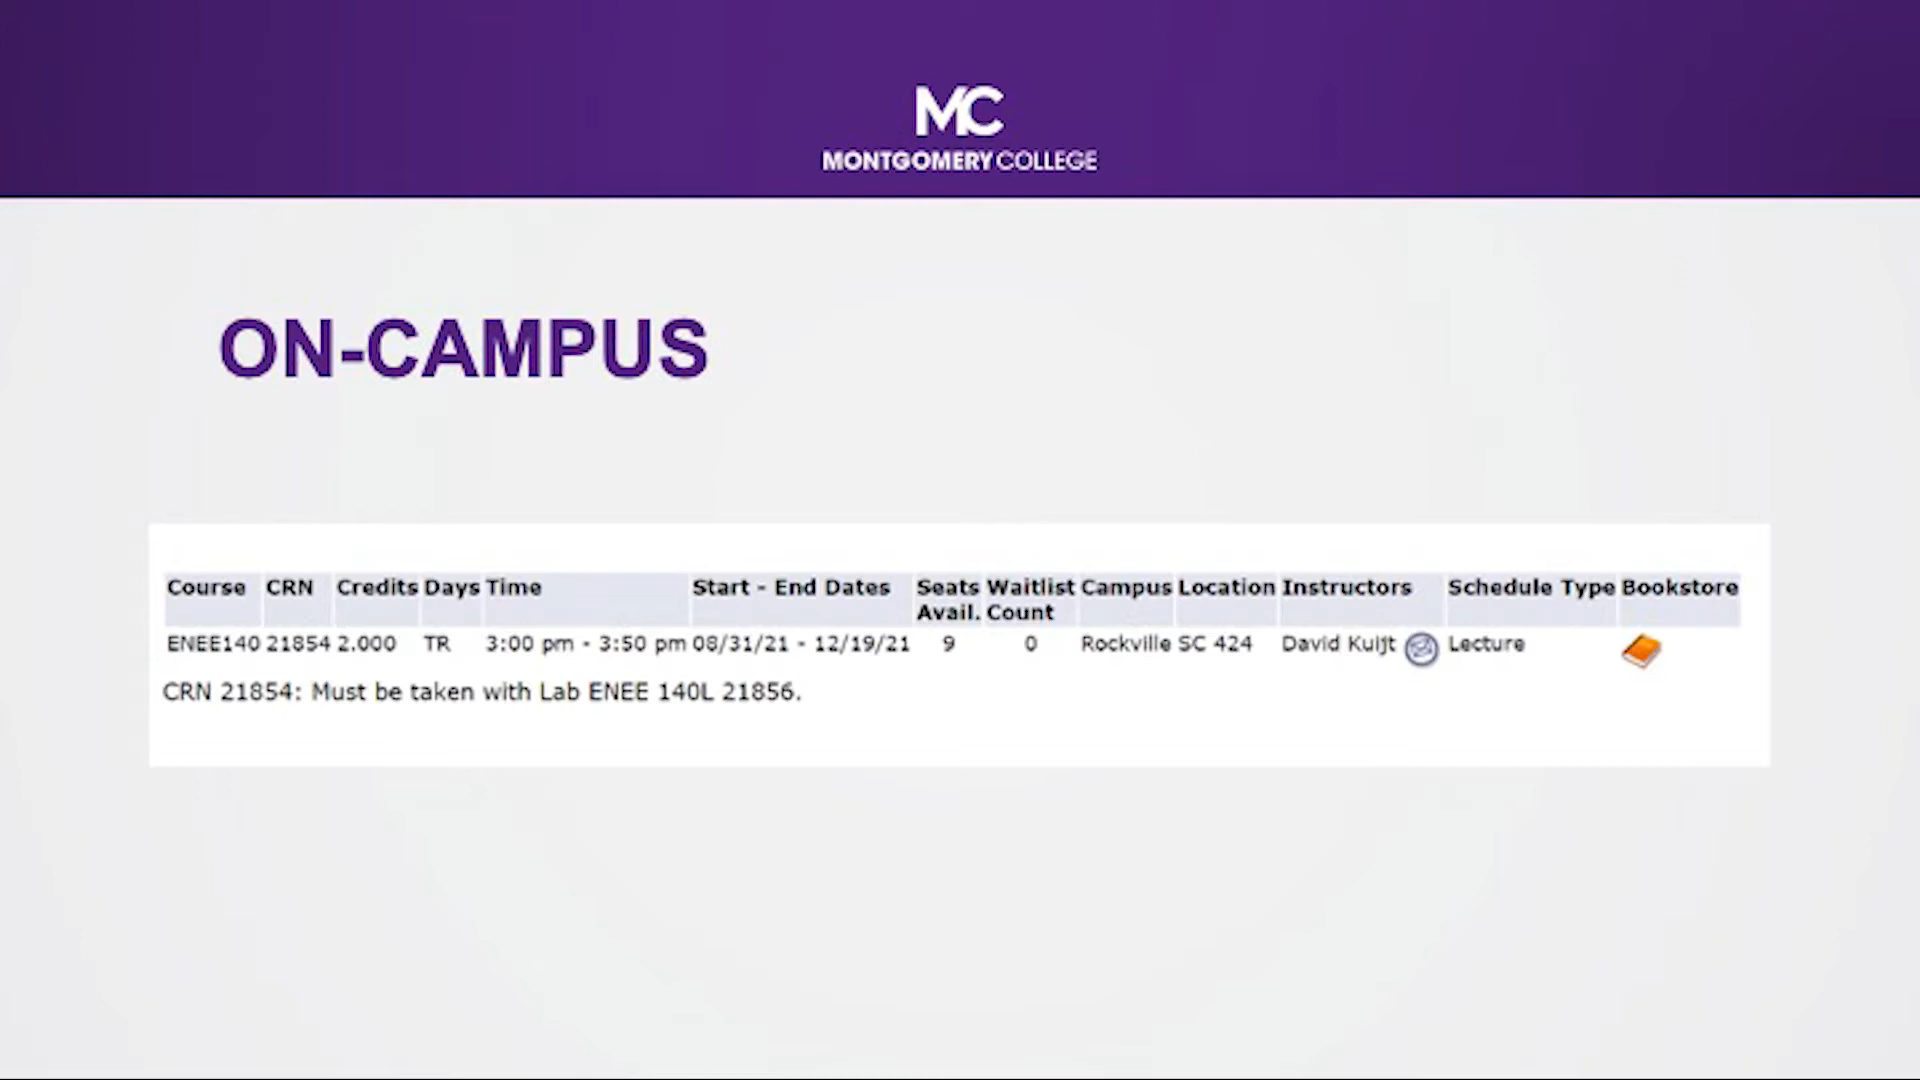 MC
MONTGOMERY COLLEGE
ON-CAMPUS
Course CRN Credits Days Time Start - End Dates Seats Avail. Waitlist Count Campus Location Instructors Schedule Type Bookstore
ENEE140 21854 2.000 TR 3:00 pm - 3:50 pm 08/31/21 - 12/19/21 9 0 Rockville SC 424 David Kuijt Lecture
CRN 21854: Must be taken with Lab ENEE 140L 21856.